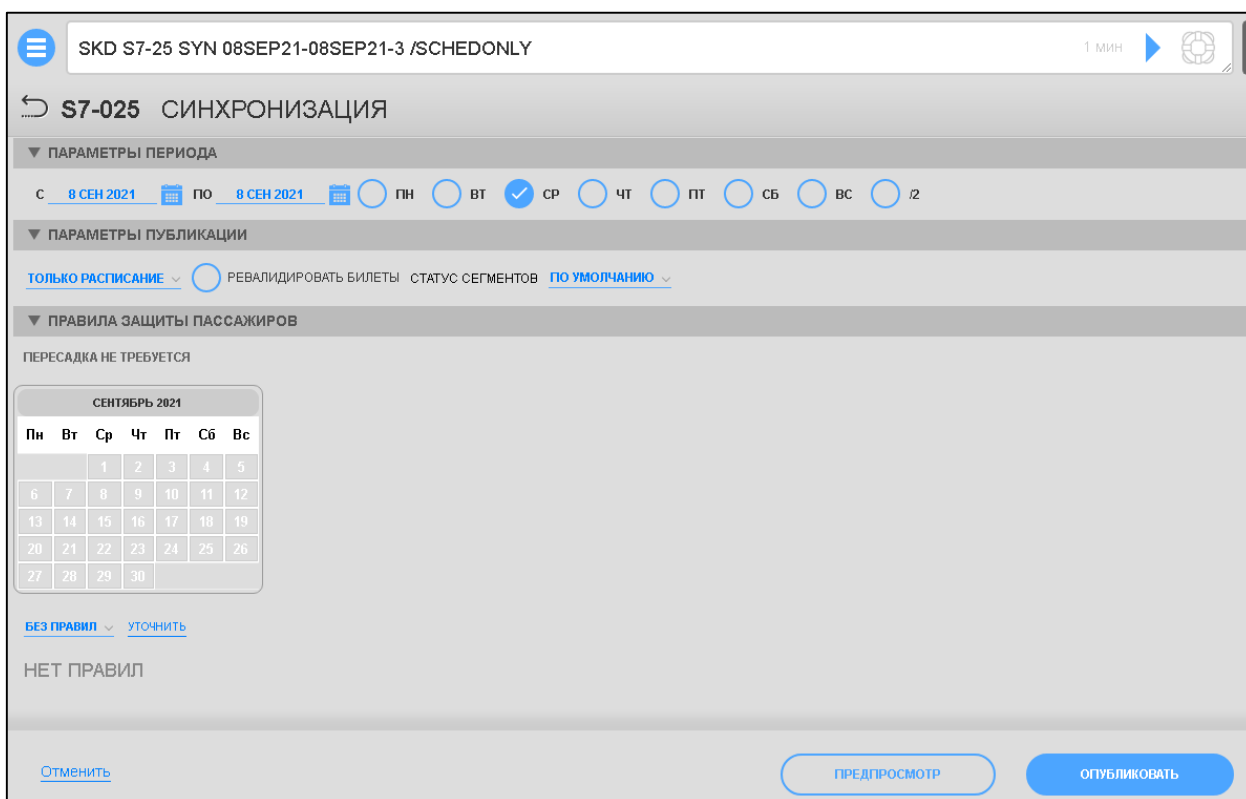 SKD S7-25 SYN 08SEP21-08SEP21-3 /SCHEDONLY 1 мин
S7-025 СИНХРОНИЗАЦИЯ
ПАРАМЕТРЫ ПЕРИОДА
С 8 СЕН 2021 ПО 8 СЕН 2021 ПН ВТ СР ЧТ ПТ СБ ВС /2
ПАРАМЕТРЫ ПУБЛИКАЦИИ
ТОЛЬКО РАСПИСАНИЕ РЕВАЛИДИРОВАТЬ БИЛЕТЫ СТАТУС СЕГМЕНТОВ ПО УМОЛЧАНИЮ
ПРАВИЛА ЗАЩИТЫ ПАССАЖИРОВ
ПЕРЕСАДКА НЕ ТРЕБУЕТСЯ
СЕНТЯБРЬ 2021
Пн Вт Ср Чт Пт Сб Вс
1 2 3 4 5
6 7 8 9 10 11 12
13 14 15 16 17 18 19
20 21 22 23 24 25 26
27 28 29 30
БЕЗ ПРАВИЛ УТОЧНИТЬ
НЕТ ПРАВИЛ
Отменить ПРЕДПРОСМОТР ОПУБЛИКОВАТЬ